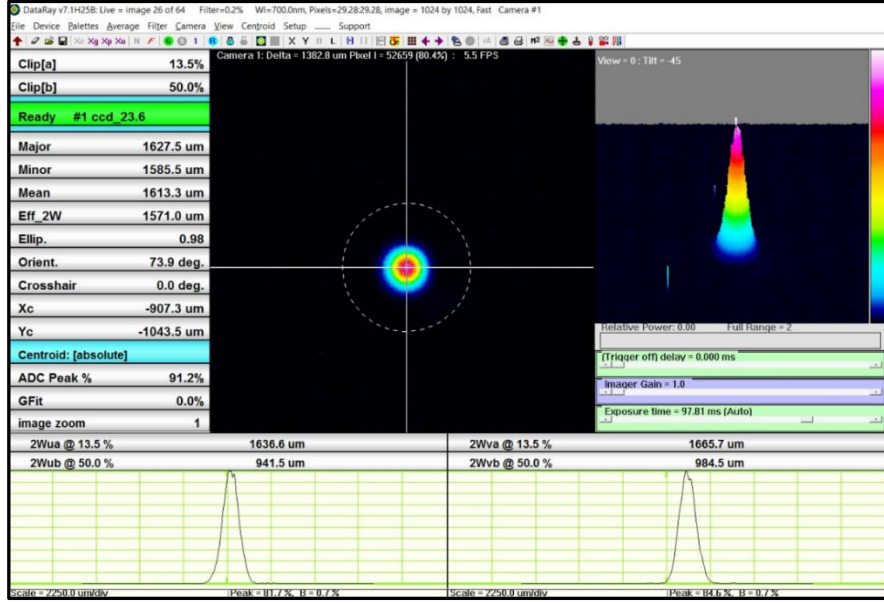 DataRay v7.1H25B: Live = image 26 of 64 Filter=0.2% Wl=700.0nm, Pixels=29.28:29.28, image = 1024 by 1024, Fast Camera #1
File Device Palettes Average Filter Camera View Centroid Setup ... Support
Clip[a] 13.5%
Clip[b] 50.0%
Ready #1 ccd_23.6
Major 1627.5 um
Minor 1585.5 um
Mean 1613.3 um
Eff_2W 1571.0 um
Ellip. 0.98
Orient. 73.9 deg.
Crosshair 0.0 deg.
Xc -907.3 um
Yc -1043.5 um
Centroid: [absolute]
ADC Peak % 91.2%
GFit 0.0%
image zoom 1
Camera 1: Delta = 1382.8 um Pixel I = 52659 (80.4%) : 5.5 FPS
View = 0 : Tilt = -45
Relative Power: 0.00 Full Range = 2
(Trigger off) delay = 0.000 ms
Imager Gain = 1.0
Exposure time = 97.81 ms (Auto)
2Wua @ 13.5 % 1636.6 um
2Wub @ 50.0 % 941.5 um
2Wva @ 13.5 % 1665.7 um
2Wvb @ 50.0 % 984.5 um
Scale = 2250.0 um/div Peak = 81.7 %, B = 0.7 %
Scale = 2250.0 um/div Peak = 84.6 %, B = 0.7 %